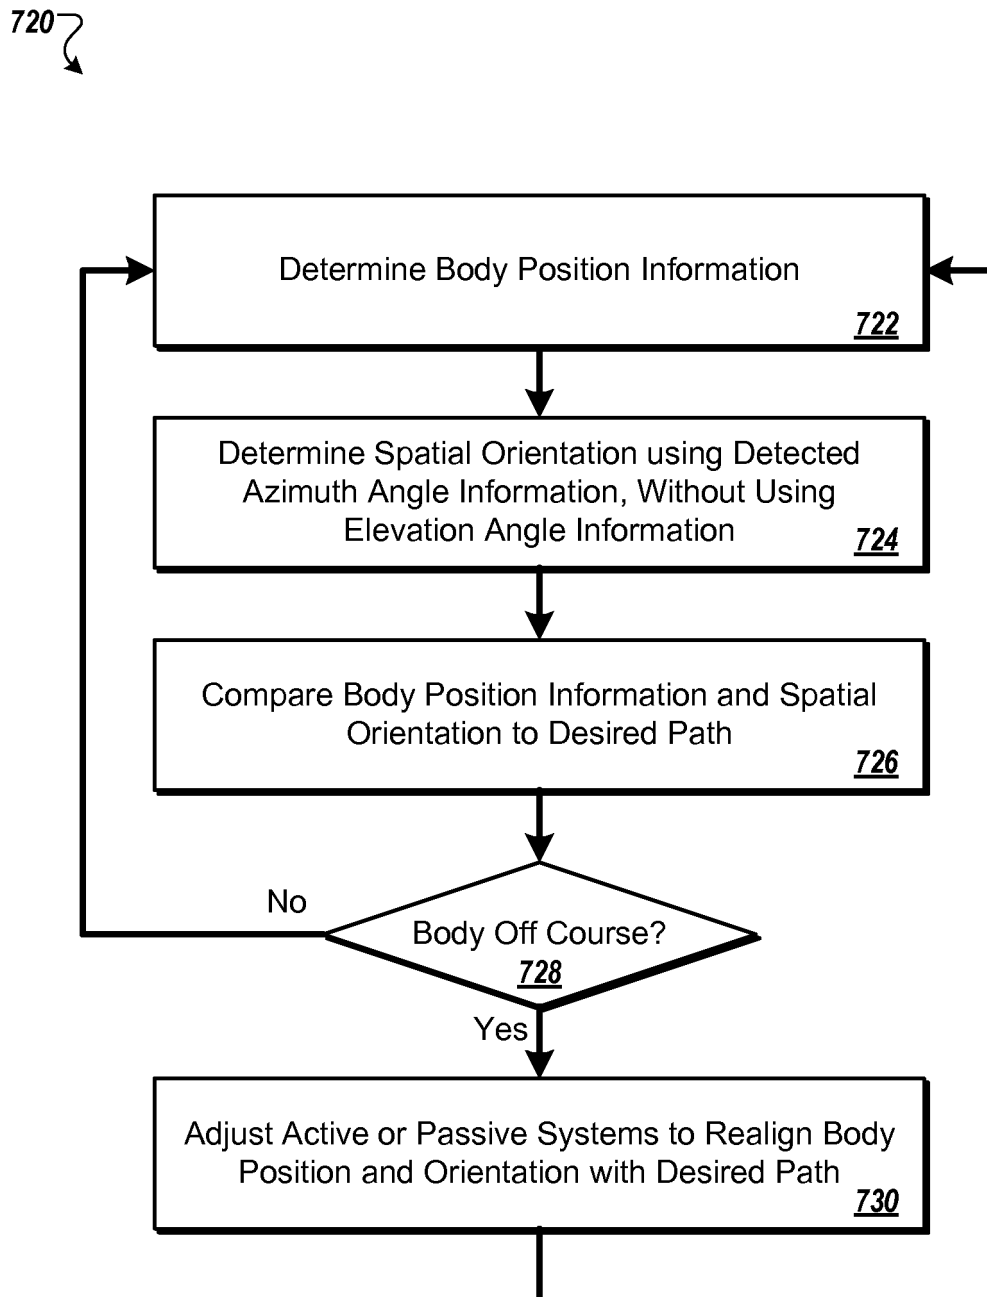 720
Determine Body Position Information
722
Determine Spatial Orientation using Detected
Azimuth Angle Information, Without Using
Elevation Angle Information
724
Compare Body Position Information and Spatial
Orientation to Desired Path
726
No
Body Off Course?
728
Yes
Adjust Active or Passive Systems to Realign Body
Position and Orientation with Desired Path
730